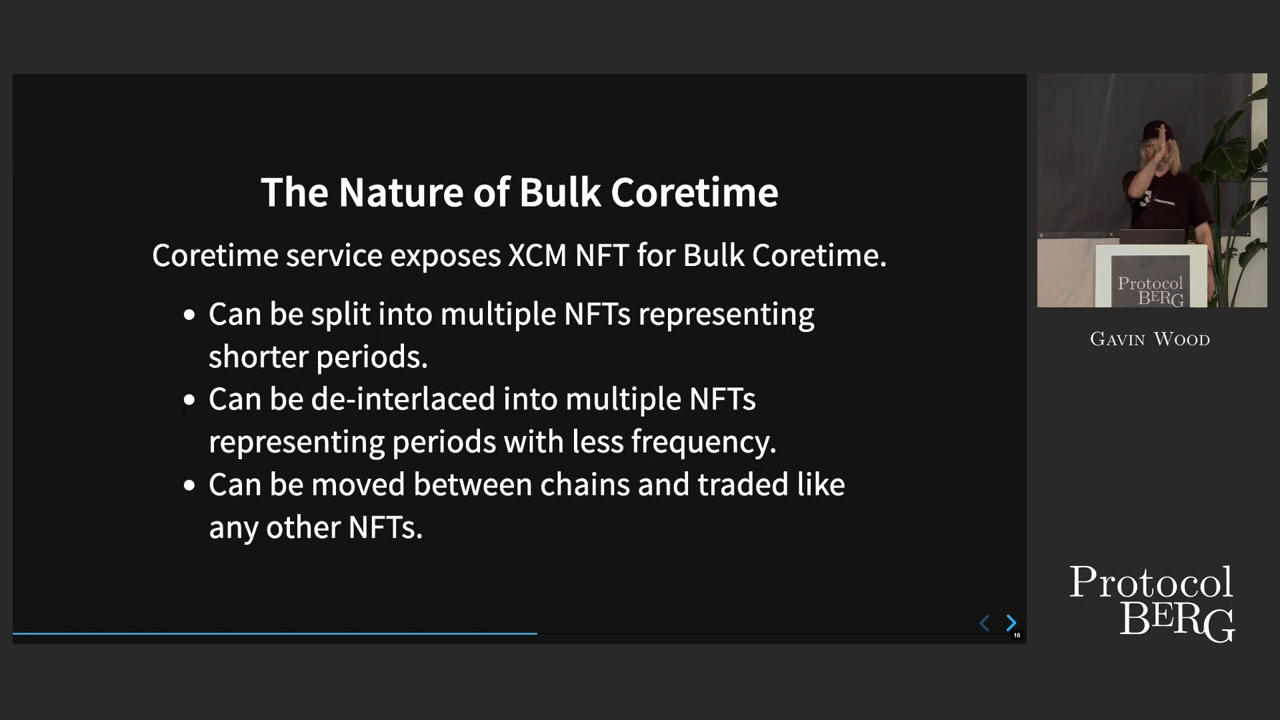 The Nature of Bulk Coretime
Coretime service exposes XCM NFT for Bulk Coretime.
• Can be split into multiple NFTs representing
shorter periods.
• Can be de-interlaced into multiple NFTs
representing periods with less frequency.
• Can be moved between chains and traded like
any other NFTs.
16
Protocol
BERG
GAVIN WOOD
Protocol
BERG